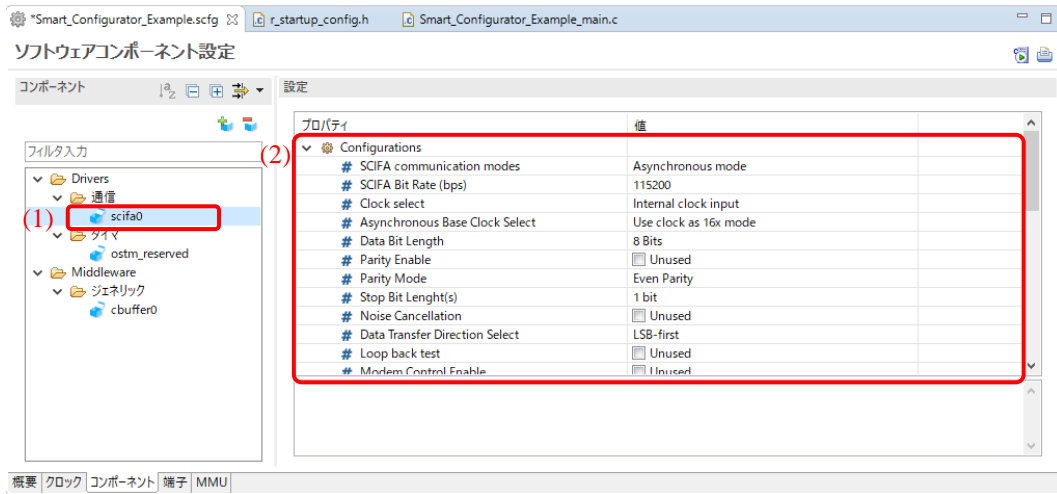 *Smart_Configurator_Example.scfg r_startup_config.h Smart_Configurator_Example_main.c
ソフトウェアコンポーネント設定
コンポーネント
設定
フィルタ入力
Drivers
通信
(1) scifa0
タイマ
ostm_reserved
Middleware
ジェネリック
cbuffer0
プロパティ 値
(2) Configurations
# SCIFA communication modes Asynchronous mode
# SCIFA Bit Rate (bps) 115200
# Clock select Internal clock input
# Asynchronous Base Clock Select Use clock as 16x mode
# Data Bit Length 8 Bits
# Parity Enable Unused
# Parity Mode Even Parity
# Stop Bit Lenght(s) 1 bit
# Noise Cancellation Unused
# Data Transfer Direction Select LSB-first
# Loop back test Unused
# Modem Control Enable Unused
概要 クロック コンポーネント 端子 MMU